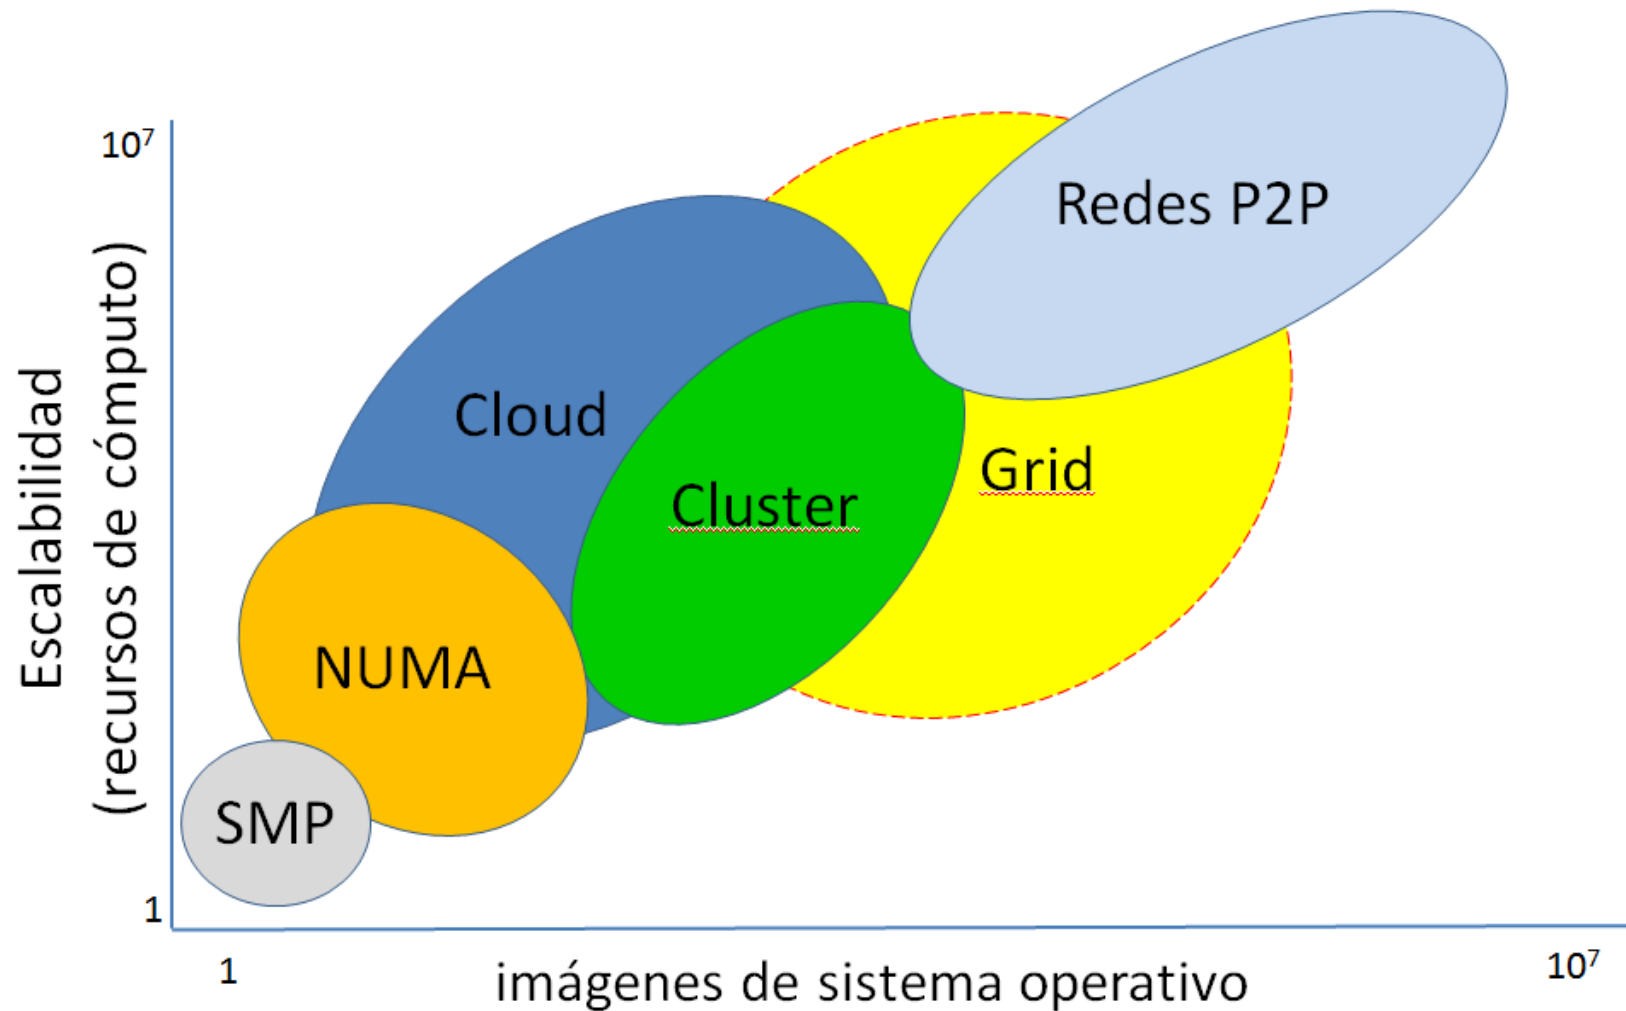 10⁷
Redes P2P
Escalabilidad
(recursos de cómputo)
Cloud
Grid
Cluster
NUMA
SMP
1
1
imágenes de sistema operativo
10⁷